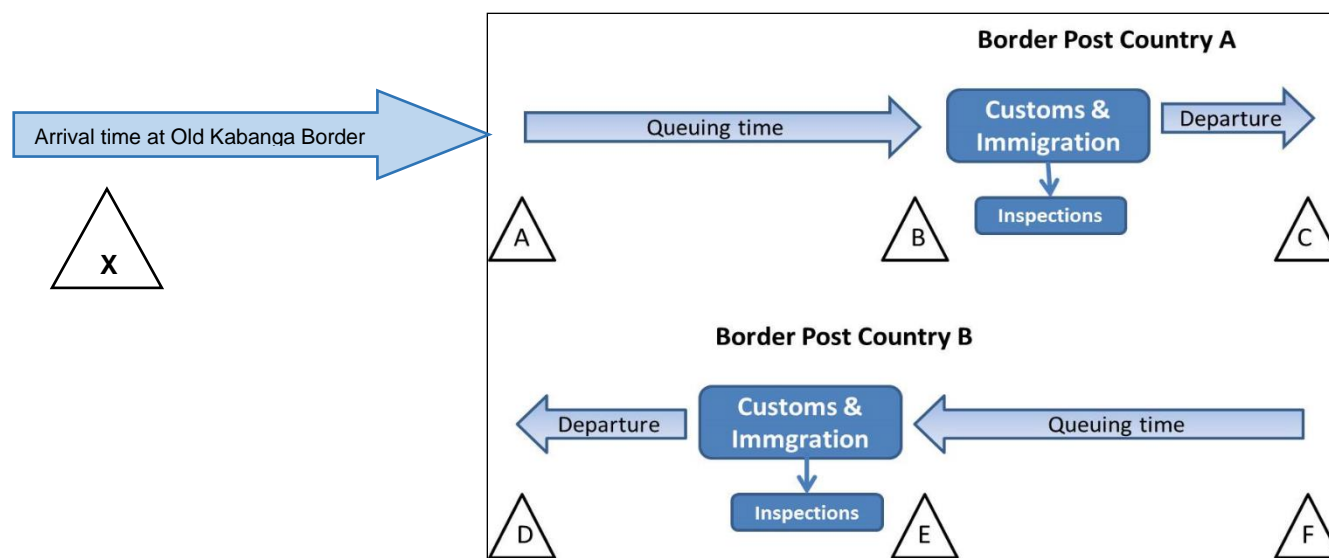 Border Post Country A
Arrival time at Old Kabanga Border
Queuing time
Customs &
Immigration
Departure
Inspections
X
A
B
C
Border Post Country B
Departure
Customs &
Immgration
Queuing time
Inspections
D
E
F